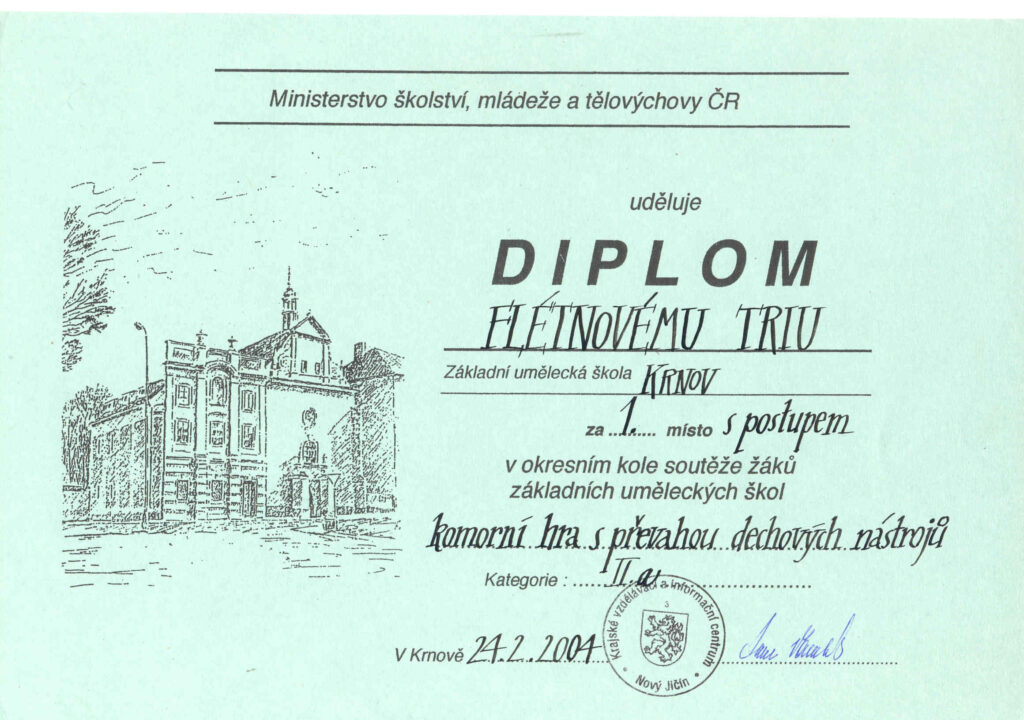 Ministerstvo školství, mládeže a tělovýchovy ČR
uděluje
DIPLOM
FLÉTNOVÉMU TRIU
Základní umělecká škola KRNOV
za ..1...... místo s postupem
v okresním kole soutěže žáků
základních uměleckých škol
komorní hra s převahou dechových nástrojů
Kategorie : II.a
Krajské vzdělávací a informační centrum
3
Nový Jičín
V Krnově 24.2.2004